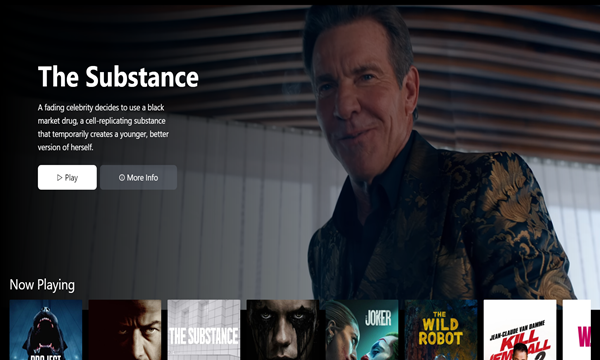 The Substance
A fading celebrity decides to use a black
market drug, a cell-replicating substance
that temporarily creates a younger, better
version of herself.
Play
More Info
Now Playing
THE SUBSTANCE
JOKER
THE WILD
ROBOT
JEAN-CLAUDE VAN DAMME
KILL